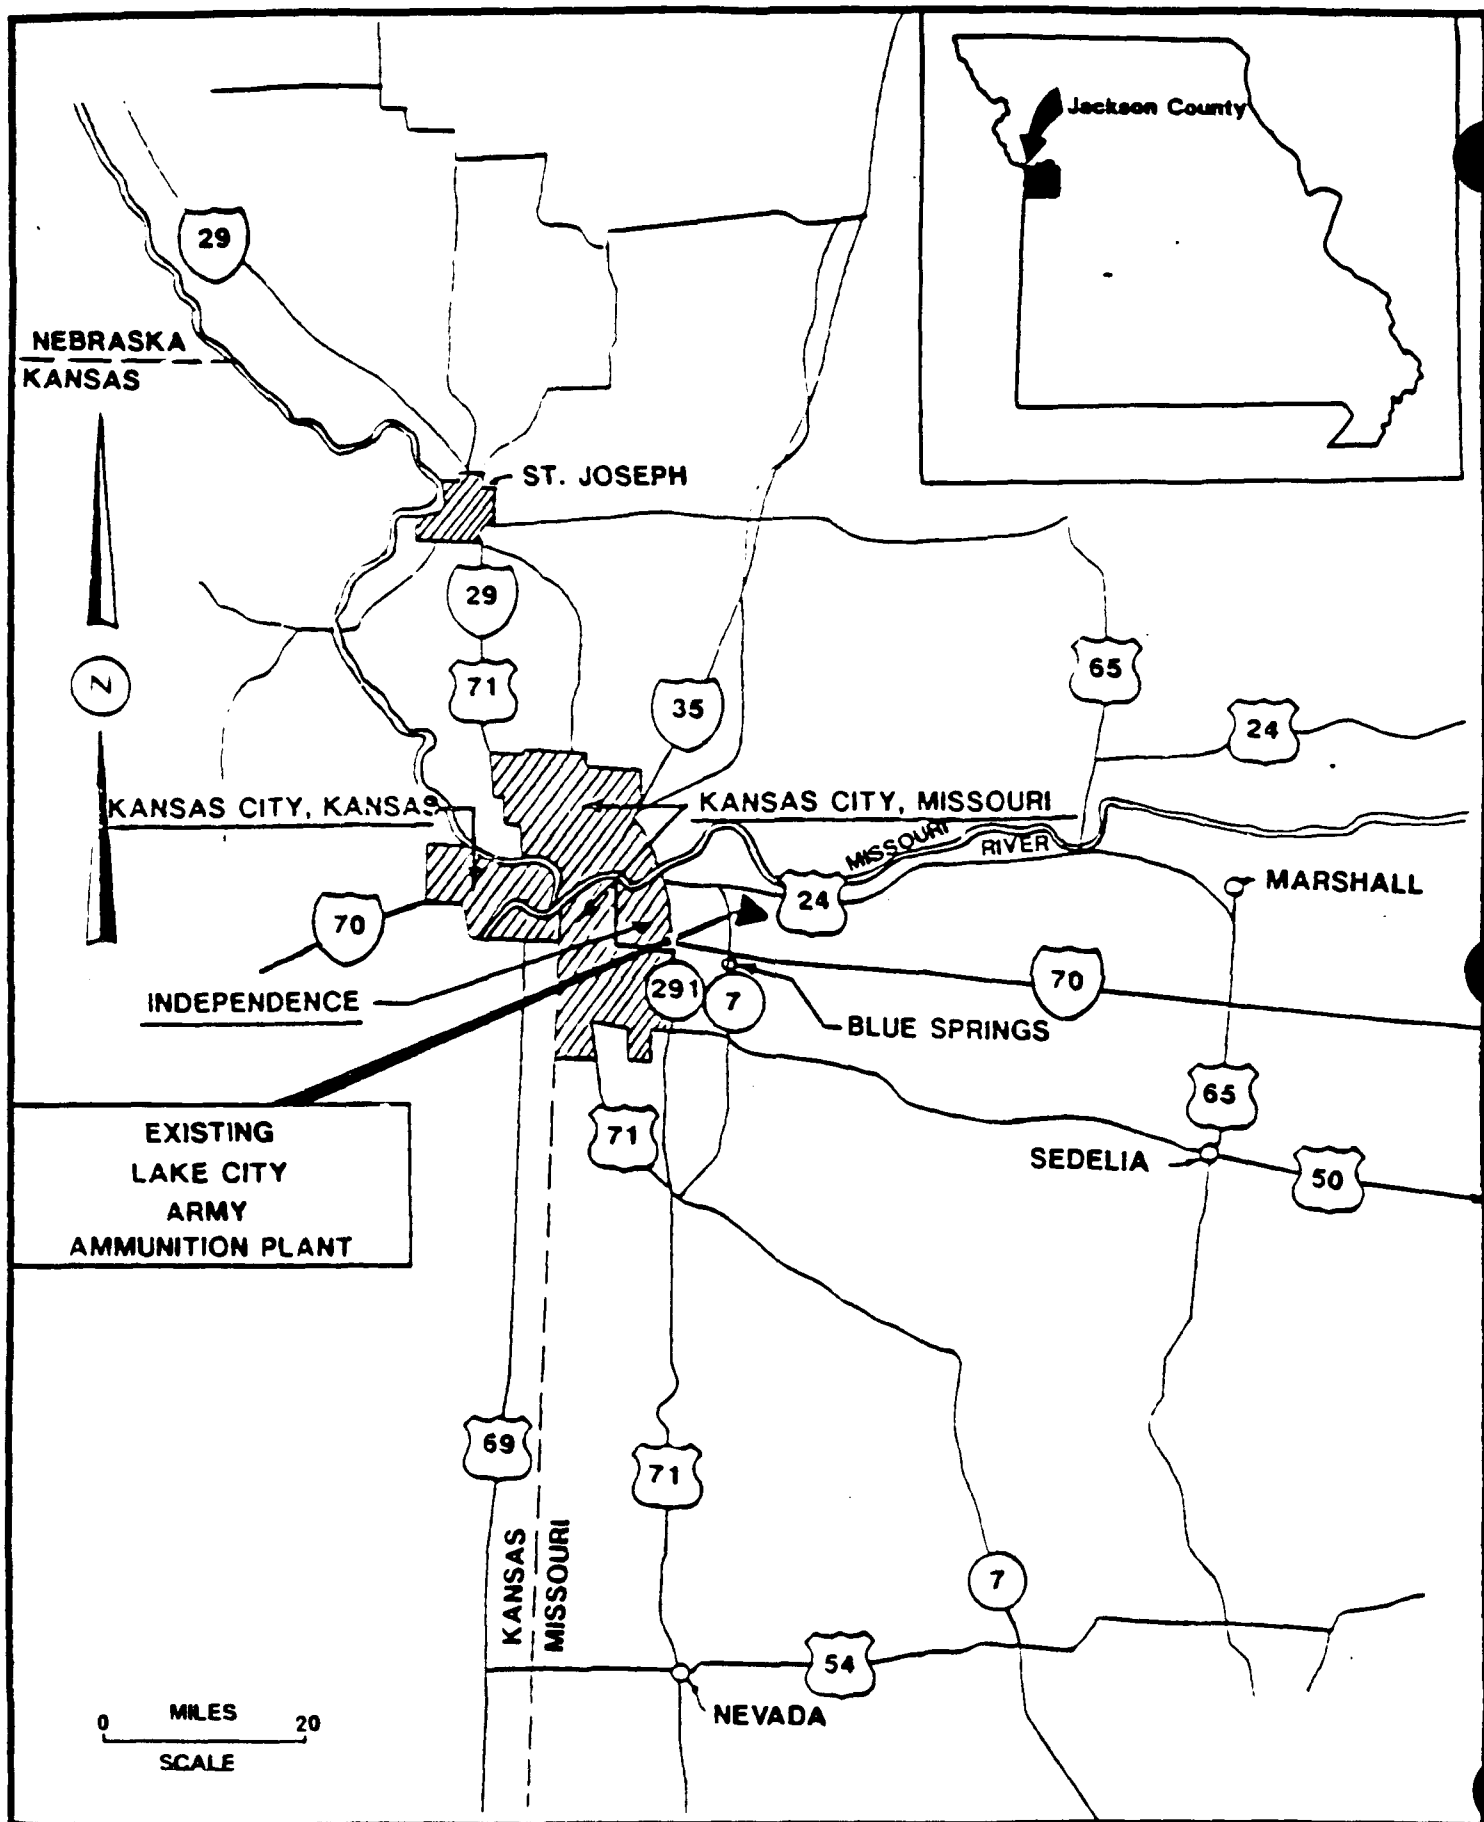 Jackson County
29
NEBRASKA
KANSAS
ST. JOSEPH
29
71
35
65
24
Z
KANSAS CITY, KANSAS
KANSAS CITY, MISSOURI
MISSOURI
RIVER
MARSHALL
24
70
70
INDEPENDENCE
291
7
BLUE SPRINGS
65
71
SEDELIA
50
EXISTING
LAKE CITY
ARMY
AMMUNITION PLANT
69
71
KANSAS
MISSOURI
7
54
NEVADA
MILES
0 20
SCALE